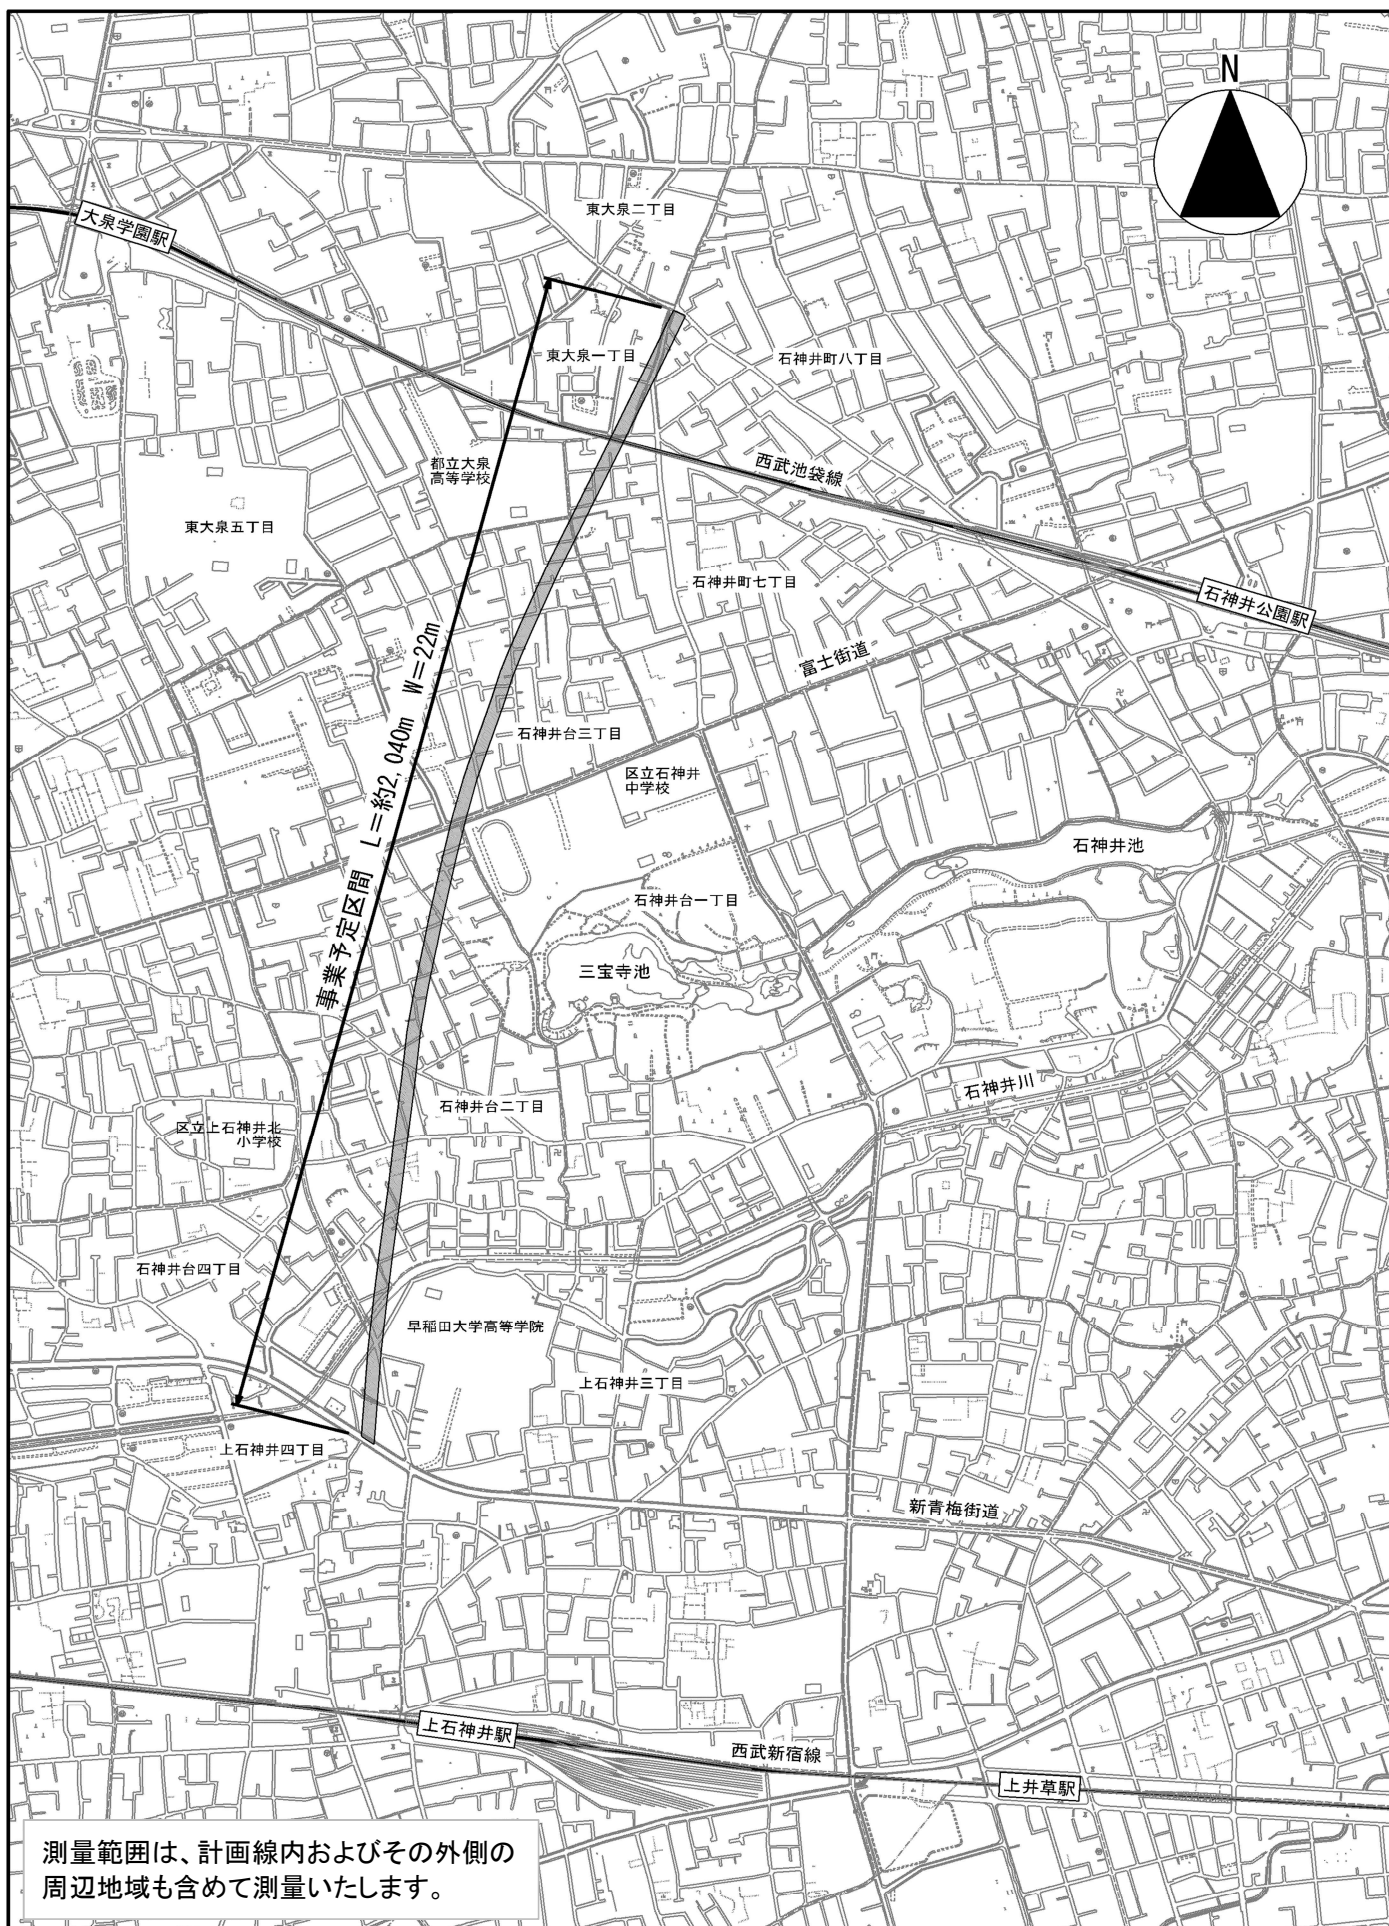 N
大泉学園駅
東大泉二丁目
東大泉一丁目
石神井町八丁目
西武池袋線
都立大泉
高等学校
東大泉五丁目
石神井町七丁目
石神井公園駅
富士街道
事業予定区間 L=約2,040m W=22m
石神井台三丁目
区立石神井
中学校
石神井池
石神井台一丁目
三宝寺池
石神井川
石神井台二丁目
区立上石神井北
小学校
石神井台四丁目
早稲田大学高等学院
上石神井三丁目
上石神井四丁目
新青梅街道
上石神井駅
西武新宿線
上井草駅
測量範囲は、計画線内およびその外側の
周辺地域も含めて測量いたします。